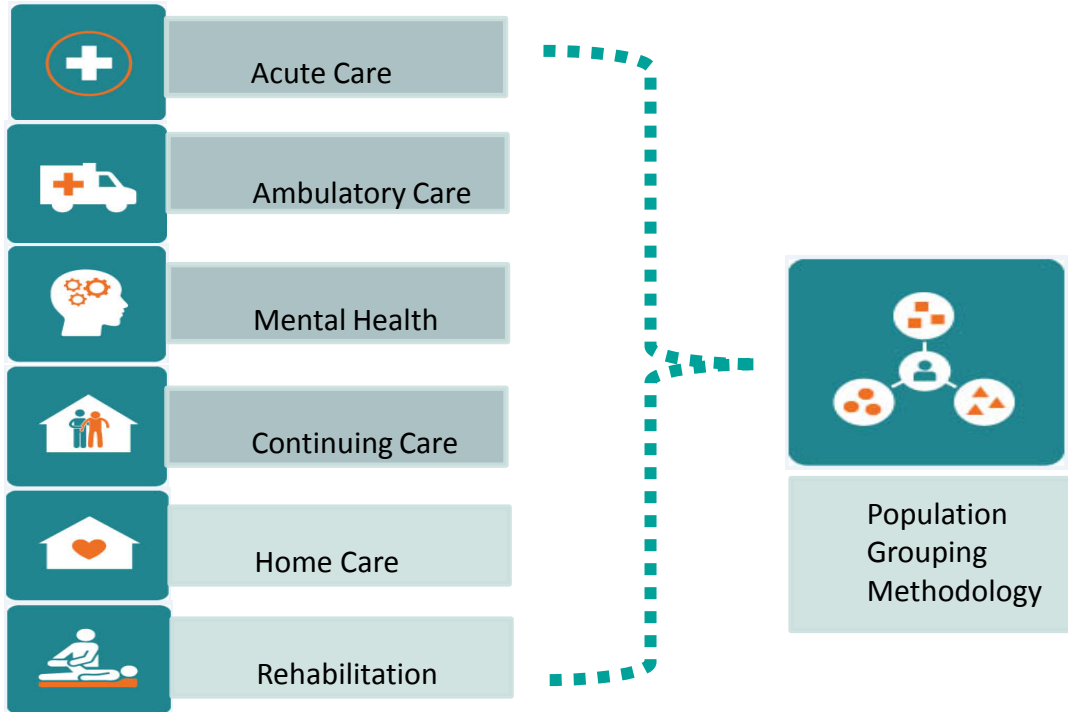 Acute Care
Ambulatory Care
Mental Health
Continuing Care
Home Care
Rehabilitation
Population
Grouping
Methodology